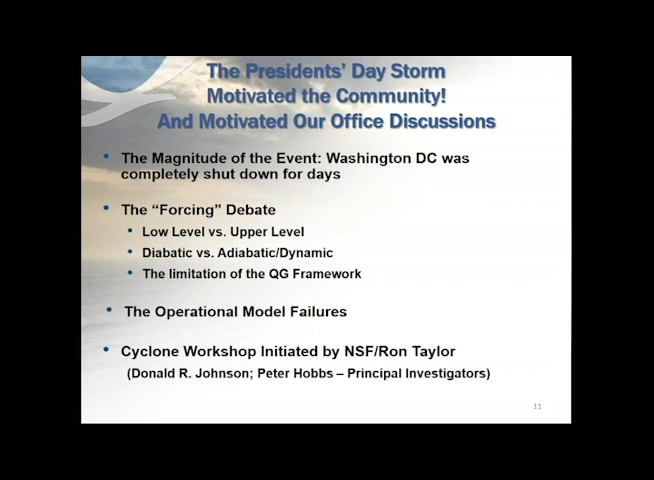 The Presidents' Day Storm
Motivated the Community!
And Motivated Our Office Discussions
• The Magnitude of the Event: Washington DC was
completely shut down for days
• The “Forcing” Debate
• Low Level vs. Upper Level
• Diabatic vs. Adiabatic/Dynamic
• The limitation of the QG Framework
• The Operational Model Failures
• Cyclone Workshop Initiated by NSF/Ron Taylor
(Donald R. Johnson; Peter Hobbs – Principal Investigators)
11